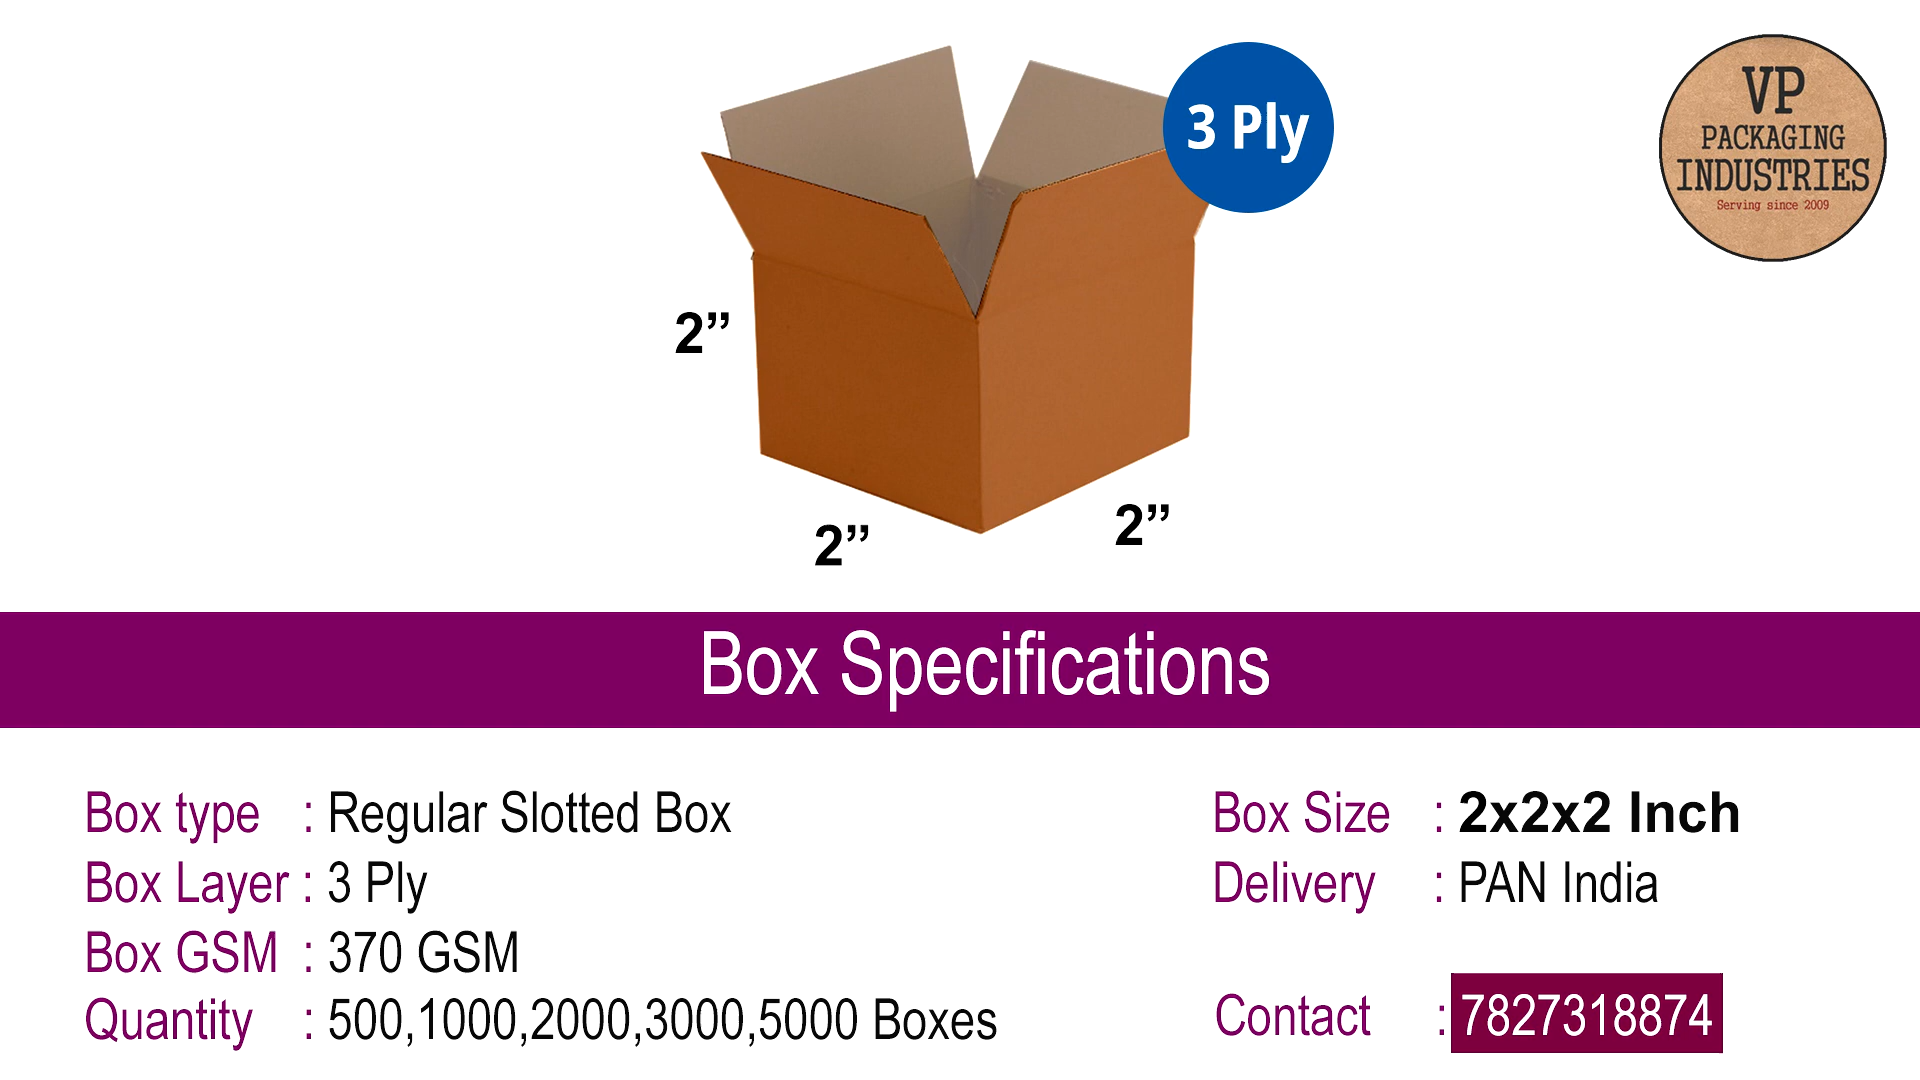 3 Ply
VP
PACKAGING
INDUSTRIES
Serving since 2009
2”
2”
2”
Box Specifications
Box type : Regular Slotted Box
Box Layer : 3 Ply
Box GSM : 370 GSM
Quantity : 500,1000,2000,3000,5000 Boxes
Box Size : 2x2x2 Inch
Delivery : PAN India
Contact : 7827318874